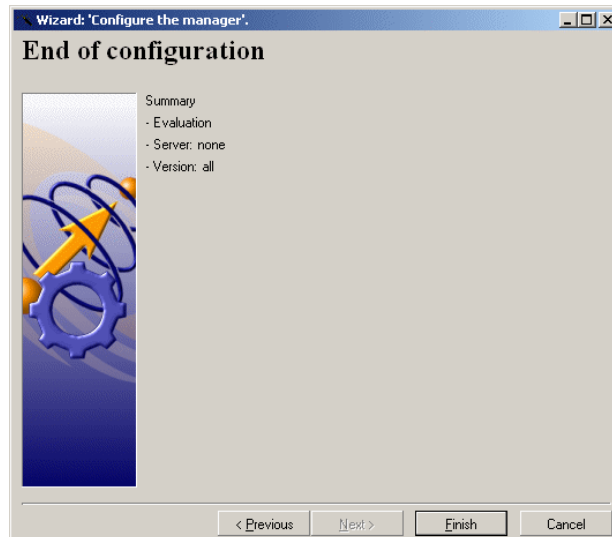 Wizard: 'Configure the manager'.
End of configuration
Summary
- Evaluation
- Server: none
- Version: all
< Previous Next > Finish Cancel